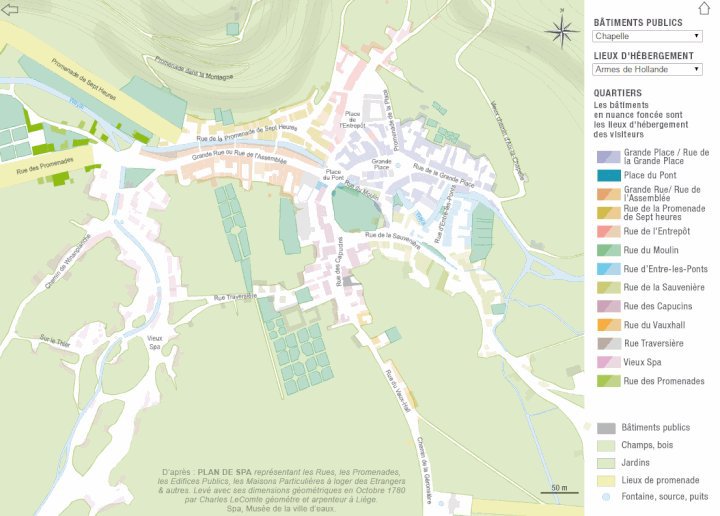 N
BÂTIMENTS PUBLICS
Chapelle
LIEUX D'HÉBERGEMENT
Armes de Hollande
QUARTIERS
Les bâtiments
en nuance foncée sont
les lieux d'hébergement
des visiteurs
Grande Place / Rue de
la Grande Place
Place du Pont
Grande Rue/ Rue de
l'Assemblée
Rue de la Promenade
de Sept heures
Rue de l'Entrepôt
Rue du Moulin
Rue d'Entre-les-Ponts
Rue de la Sauvenière
Rue des Capucins
Rue du Vauxhall
Rue Traversière
Vieux Spa
Rue des Promenades
Bâtiments publics
Champs, bois
Jardins
Lieux de promenade
Fontaine, source, puits
Promenade de Sept Heures
Promenade dans la Montagne
Wayai
Rue des Promenades
Rue de la Promenade de Sept Heures
Grande Rue ou Rue de l'Assemblée
Place
de
l'Entrepôt
Promenade de la Place
Grande
Place
Rue de la Grande Place
Vieux chemin d'Aix-la-Chapelle
Place
du Pont
Rue du Moulin
Rue d'Entre-les-Ponts
Wayai
Rue de la Sauvenière
Rue des Capucins
Chemin de Winamplanche
Rue Traversière
Sur le Thier
Vieux
Spa
Rue du Vaux-Hall
Chemin de la Géronstère
D'après : PLAN DE SPA représentant les Rues, les Promenades,
les Edifices Publics, les Maisons Particulières à loger des Etrangers
& autres. Levé avec ses dimensions géométriques en Octobre 1780
par Charles LeComte géomètre et arpenteur à Liège.
Spa, Musée de la ville d'eaux.
50 m